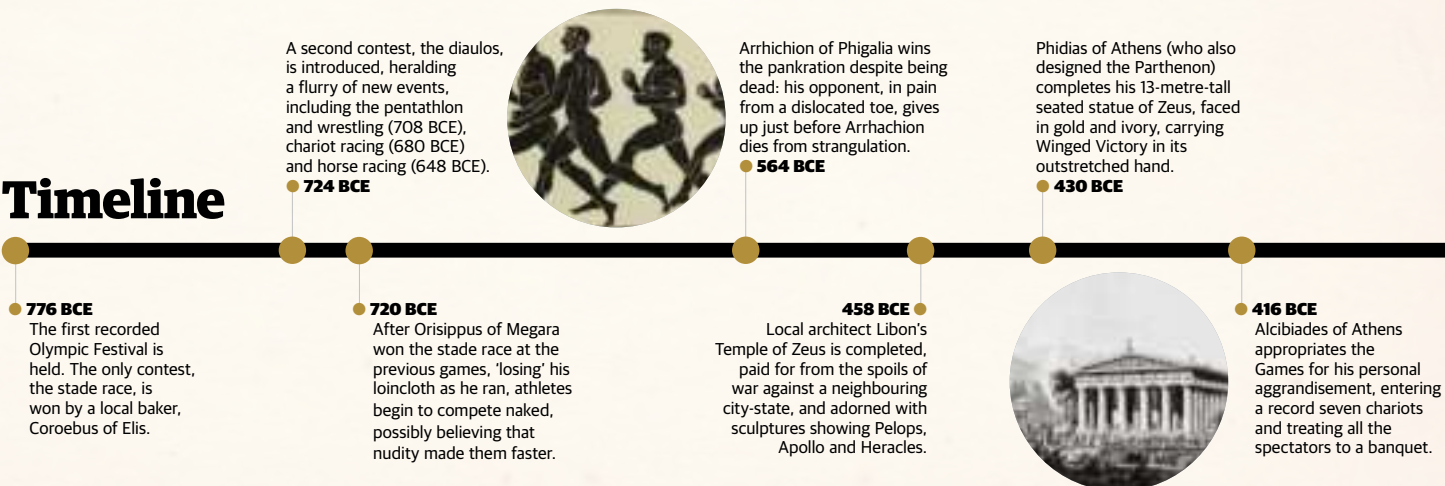 Timeline
776 BCE
The first recorded
Olympic Festival is
held. The only contest,
the stade race, is
won by a local baker,
Coroebus of Elis.
A second contest, the diaulos,
is introduced, heralding
a flurry of new events,
including the pentathlon
and wrestling (708 BCE),
chariot racing (680 BCE)
and horse racing (648 BCE).
724 BCE
720 BCE
After Orisippus of Megara
won the stade race at the
previous games, ‘losing’ his
loincloth as he ran, athletes
begin to compete naked,
possibly believing that
nudity made them faster.
Arrhichion of Phigalia wins
the pankration despite being
dead: his opponent, in pain
from a dislocated toe, gives
up just before Arrhachion
dies from strangulation.
564 BCE
458 BCE
Local architect Libon’s
Temple of Zeus is completed,
paid for from the spoils of
war against a neighbouring
city-state, and adorned with
sculptures showing Pelops,
Apollo and Heracles.
Phidias of Athens (who also
designed the Parthenon)
completes his 13-metre-tall
seated statue of Zeus, faced
in gold and ivory, carrying
Winged Victory in its
outstretched hand.
430 BCE
416 BCE
Alcibiades of Athens
appropriates the
Games for his personal
aggrandisement, entering
a record seven chariots
and treating all the
spectators to a banquet.